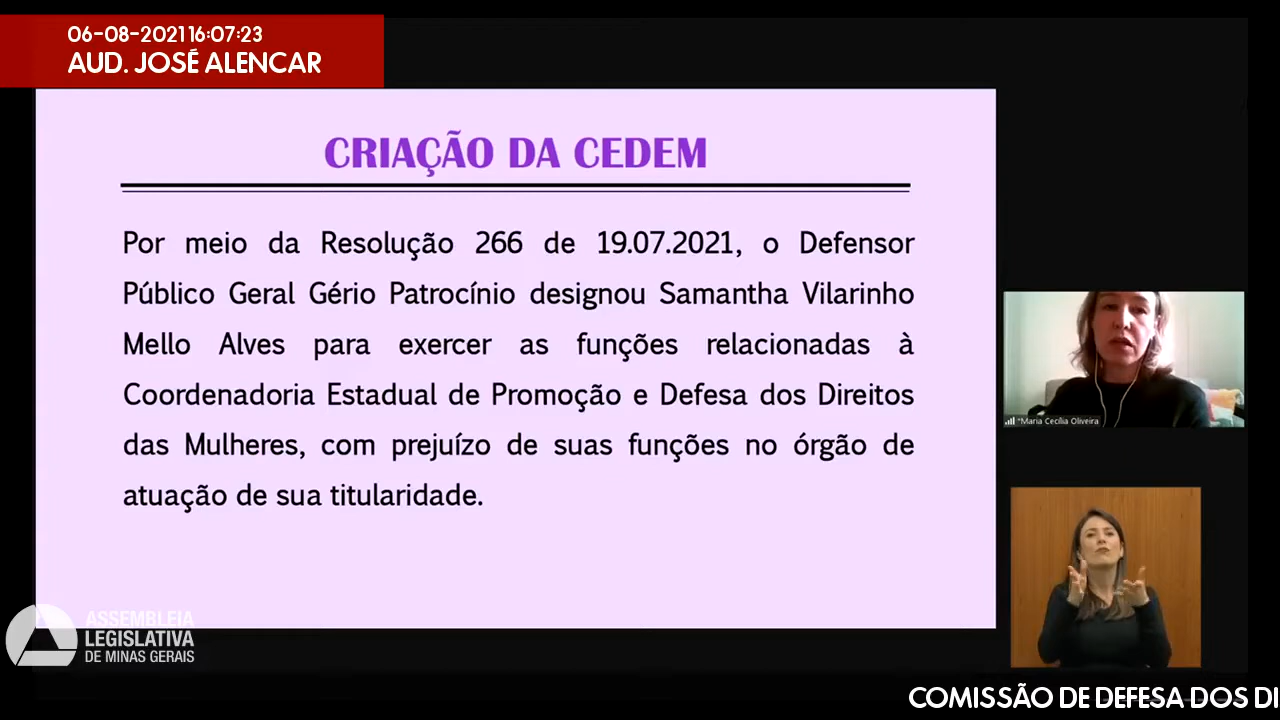 06-08-2021 16:07:23
AUD. JOSÉ ALENCAR
CRIAÇÃO DA CEDEM
Por meio da Resolução 266 de 19.07.2021, o Defensor
Público Geral Gério Patrocínio designou Samantha Vilarinho
Mello Alves para exercer as funções relacionadas à
Coordenadoria Estadual de Promoção e Defesa dos Direitos
das Mulheres, com prejuízo de suas funções no órgão de
atuação de sua titularidade.
*Maria Cecília Oliveira
ASSEMBLEIA
LEGISLATIVA
DE MINAS GERAIS
COMISSÃO DE DEFESA DOS DI